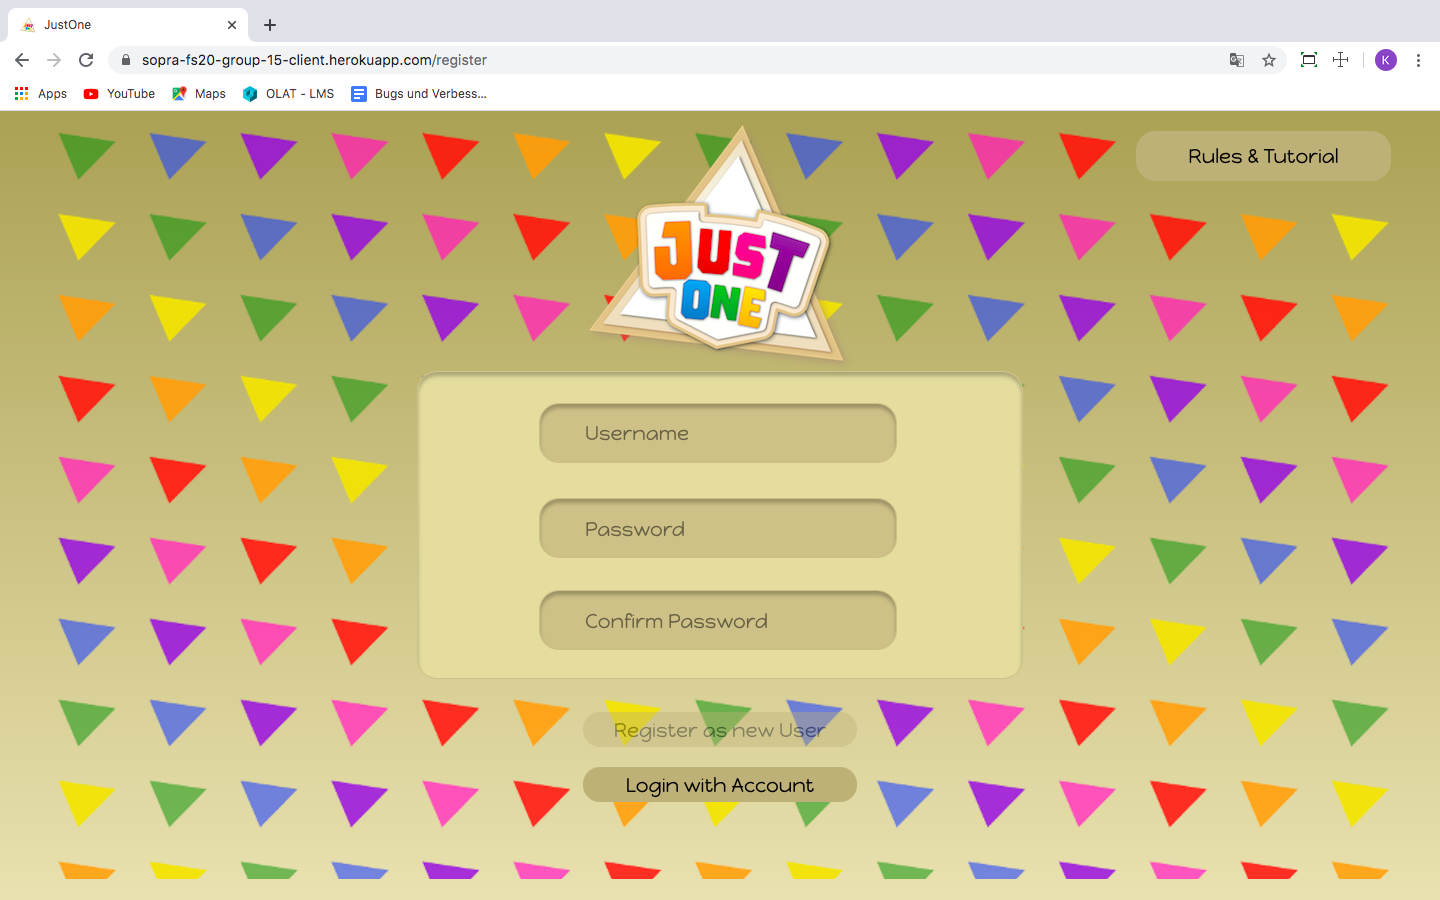 JustOne
sopra-fs20-group-15-client.herokuapp.com/register
K
Apps
YouTube
Maps
OLAT - LMS
Bugs und Verbess...
Rules & Tutorial
JUST
ONE
Username
Password
Confirm Password
Register as new User
Login with Account